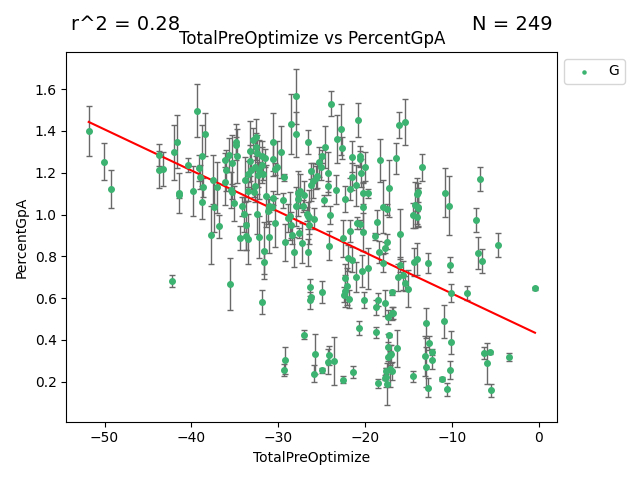 r^2 = 0.28
N = 249
TotalPreOptimize vs PercentGpA
G
1.6
1.4
1.2
1.0
0.8
0.6
0.4
0.2
PercentGpA
−50
−40
−30
−20
−10
0
TotalPreOptimize